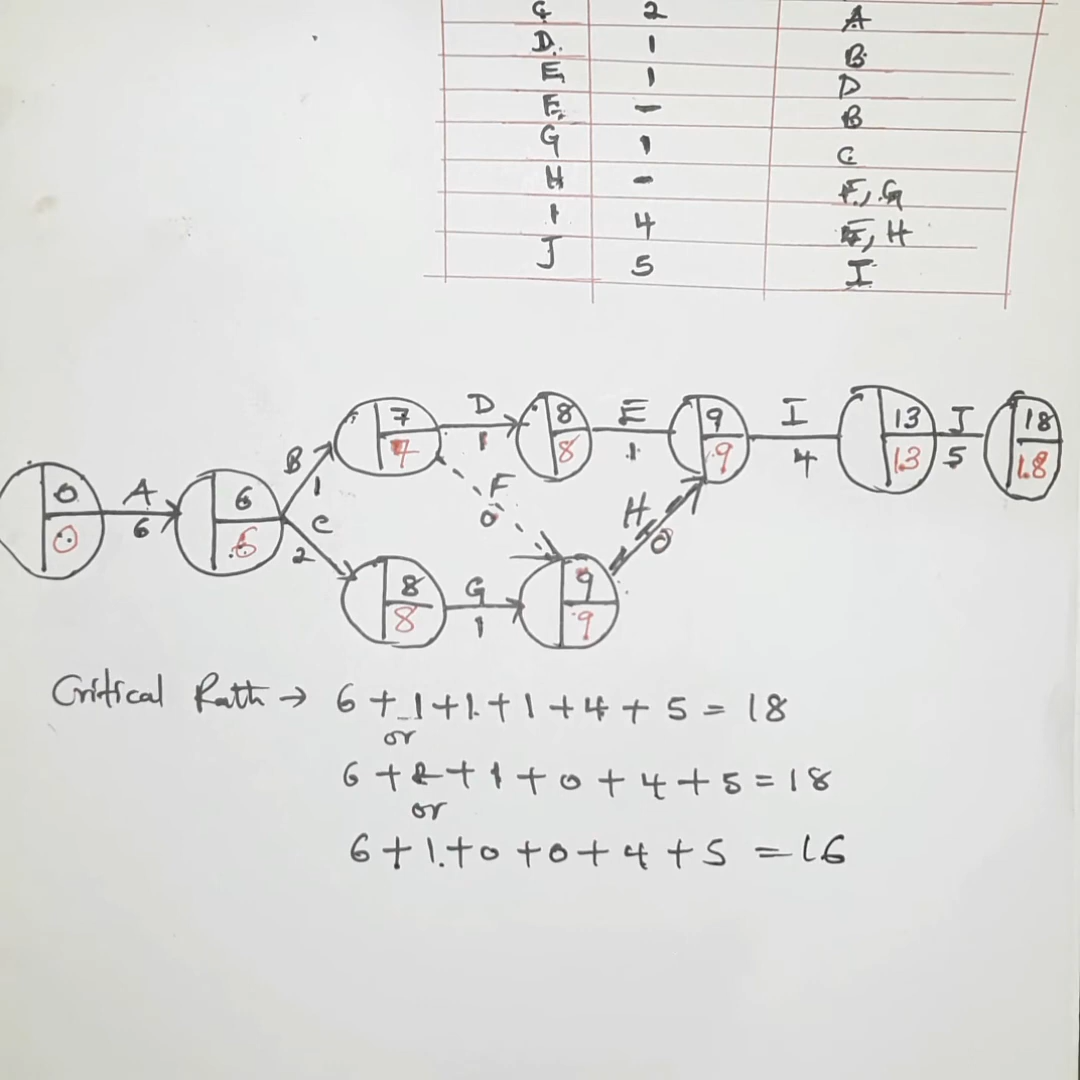 C 2 A
D 1 B
E 1 D
F - B
G 1 C
H - F, G
I 4 E, H
J 5 I
7 D 8 E 9 I 13 J 18
7 1 8 1 9 4 13 5 18
B 1 F 0
0 A 6 C H 0
0 6 6 2
8 G 9
8 1 9
Critical Path → 6 + 1 + 1 + 1 + 4 + 5 = 18
or
6 + 2 + 1 + 0 + 4 + 5 = 18
or
6 + 1 + 0 + 0 + 4 + 5 = 16